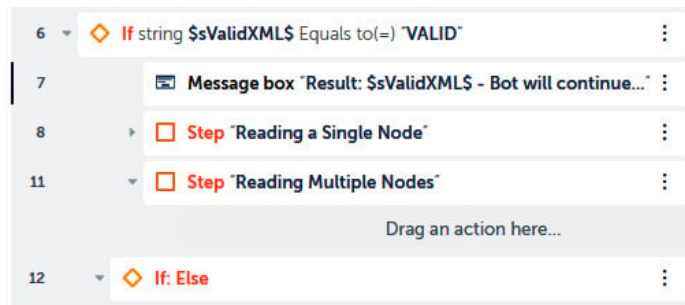 6 If string $sValidXML$ Equals to(=) "VALID"
7 Message box "Result: $sValidXML$ - Bot will continue..."
8 Step "Reading a Single Node"
11 Step "Reading Multiple Nodes"
Drag an action here...
12 If: Else